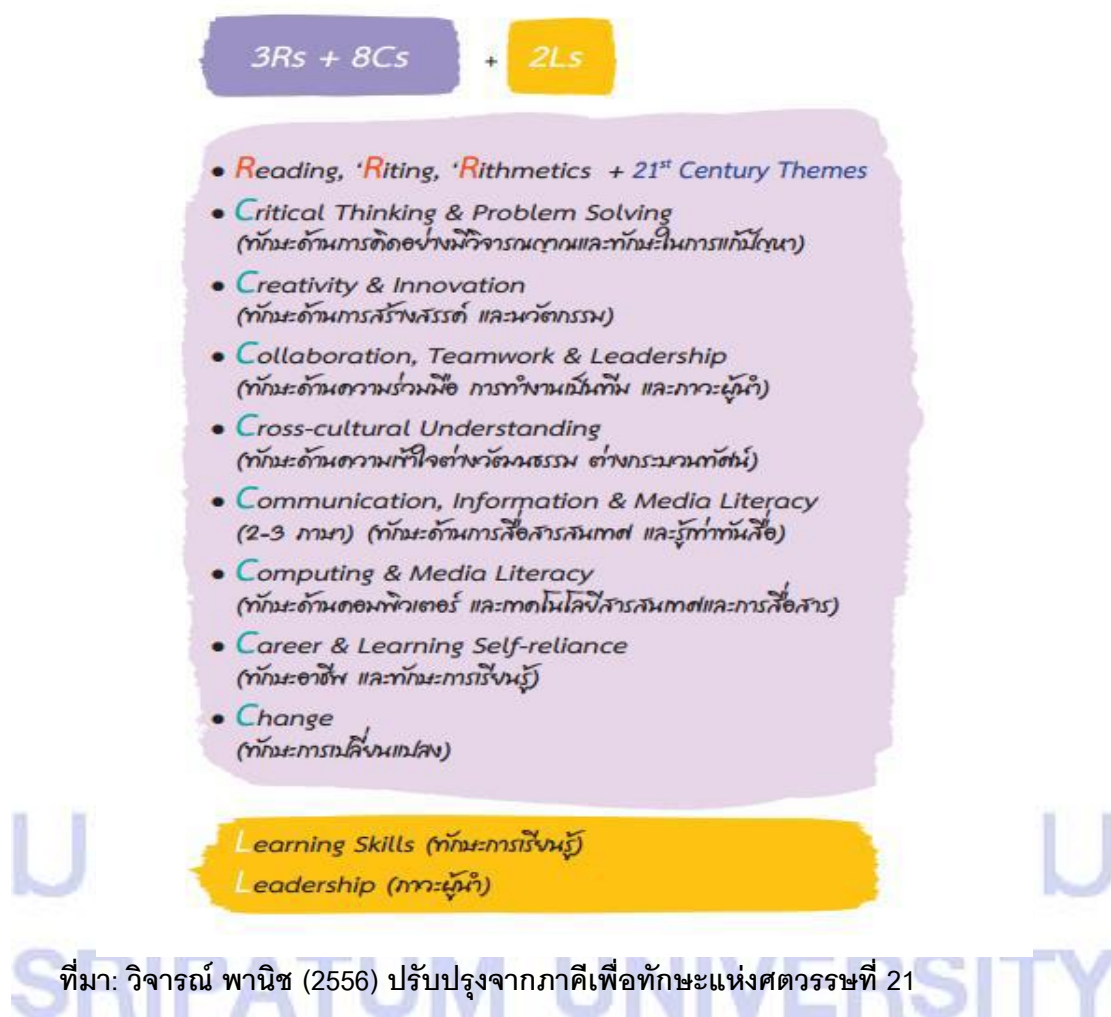 3Rs + 8Cs + 2Ls
• Reading, ‘Riting, ‘Rithmetics + 21st Century Themes
• Critical Thinking & Problem Solving
(ทักษะด้านการคิดอย่างมีวิจารณญาณและทักษะในการแก้ปัญหา)
• Creativity & Innovation
(ทักษะด้านการสร้างสรรค์ และนวัตกรรม)
• Collaboration, Teamwork & Leadership
(ทักษะด้านความร่วมมือ การทำงานเป็นทีม และภาวะผู้นำ)
• Cross-cultural Understanding
(ทักษะด้านความเข้าใจต่างวัฒนธรรม ต่างกระบวนทัศน์)
• Communication, Information & Media Literacy
(2-3 ภาษา) (ทักษะด้านการสื่อสารสนเทศ และรู้เท่าทันสื่อ)
• Computing & Media Literacy
(ทักษะด้านคอมพิวเตอร์ และเทคโนโลยีสารสนเทศและการสื่อสาร)
• Career & Learning Self-reliance
(ทักษะอาชีพ และทักษะการเรียนรู้)
• Change
(ทักษะการเปลี่ยนแปลง)
Learning Skills (ทักษะการเรียนรู้)
Leadership (ภาวะผู้นำ)
ที่มา: วิจารณ์ พานิช (2556) ปรับปรุงจากภาคีเพื่อทักษะแห่งศตวรรษที่ 21
SRIPATUM UNIVERSITY